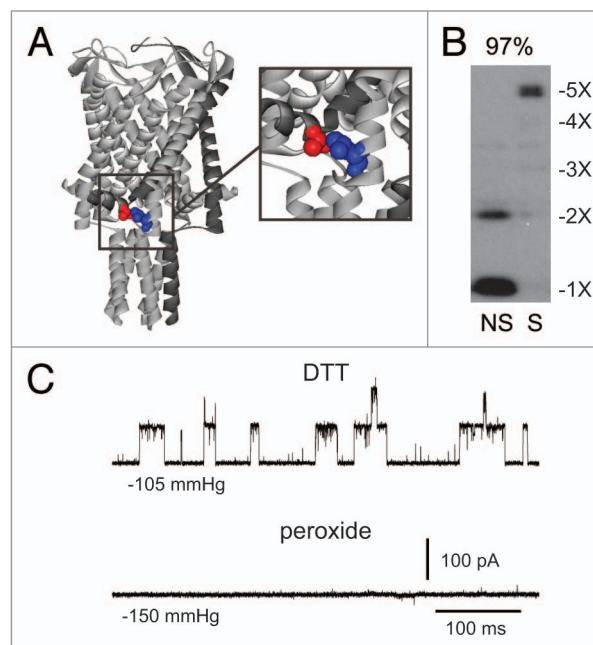 A
B
97%
-5X
-4X
-3X
-2X
-1X
NS S
C
DTT
-105 mmHg
peroxide
100 pA
-150 mmHg
100 ms